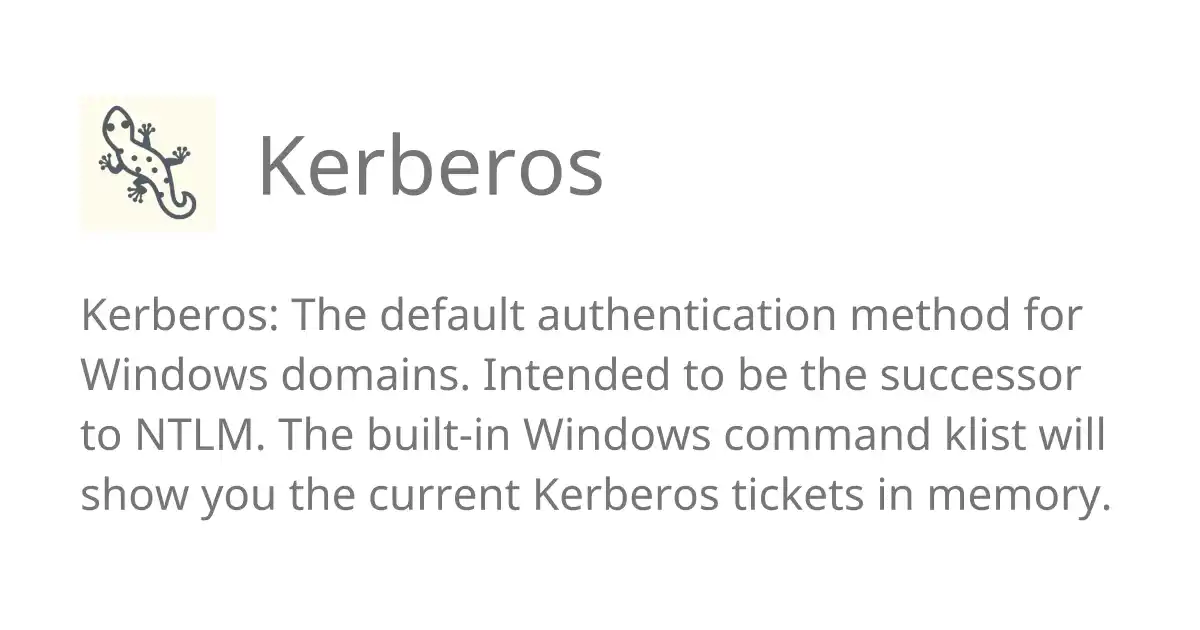 Kerberos
Kerberos: The default authentication method for
Windows domains. Intended to be the successor
to NTLM. The built-in Windows command klist will
show you the current Kerberos tickets in memory.